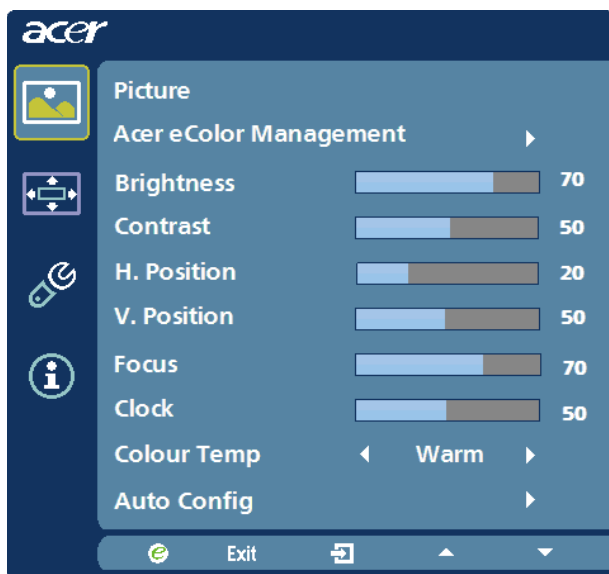 acer
Picture
Acer eColor Management
Brightness 70
Contrast 50
H. Position 20
V. Position 50
Focus 70
Clock 50
Colour Temp Warm
Auto Config
e Exit